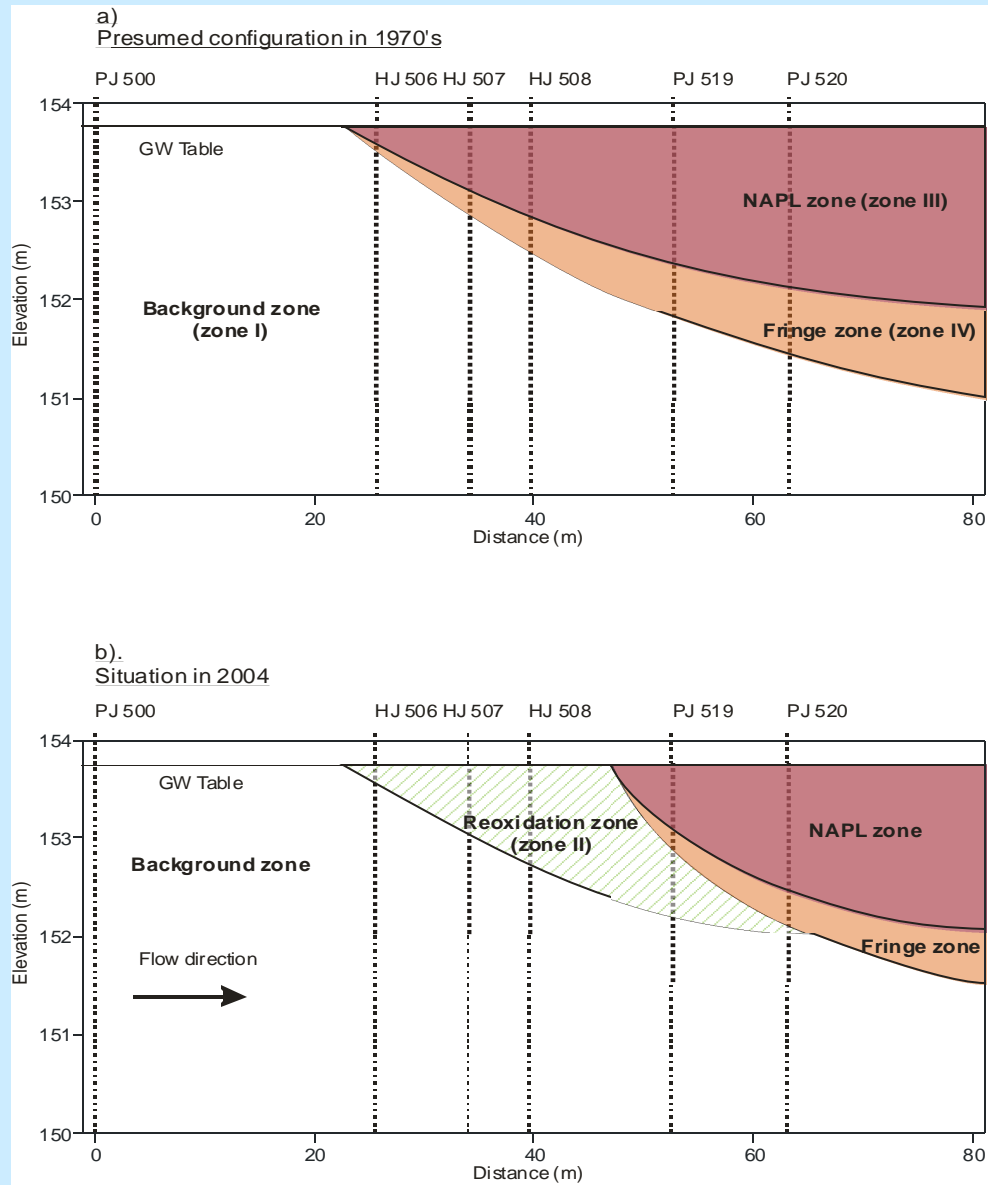 a)
Presumed configuration in 1970's
PJ 500 HJ 506 HJ 507 HJ 508 PJ 519 PJ 520
154
GW Table
153
NAPL zone (zone III)
Elevation (m)
152
Background zone
(zone I)
Fringe zone (zone IV)
151
150
0 20 40 60 80
Distance (m)
b).
Situation in 2004
PJ 500 HJ 506 HJ 507 HJ 508 PJ 519 PJ 520
154
GW Table
153
Reoxidation zone
(zone II)
NAPL zone
Background zone
Elevation (m)
152
Fringe zone
Flow direction
151
150
0 20 40 60 80
Distance (m)